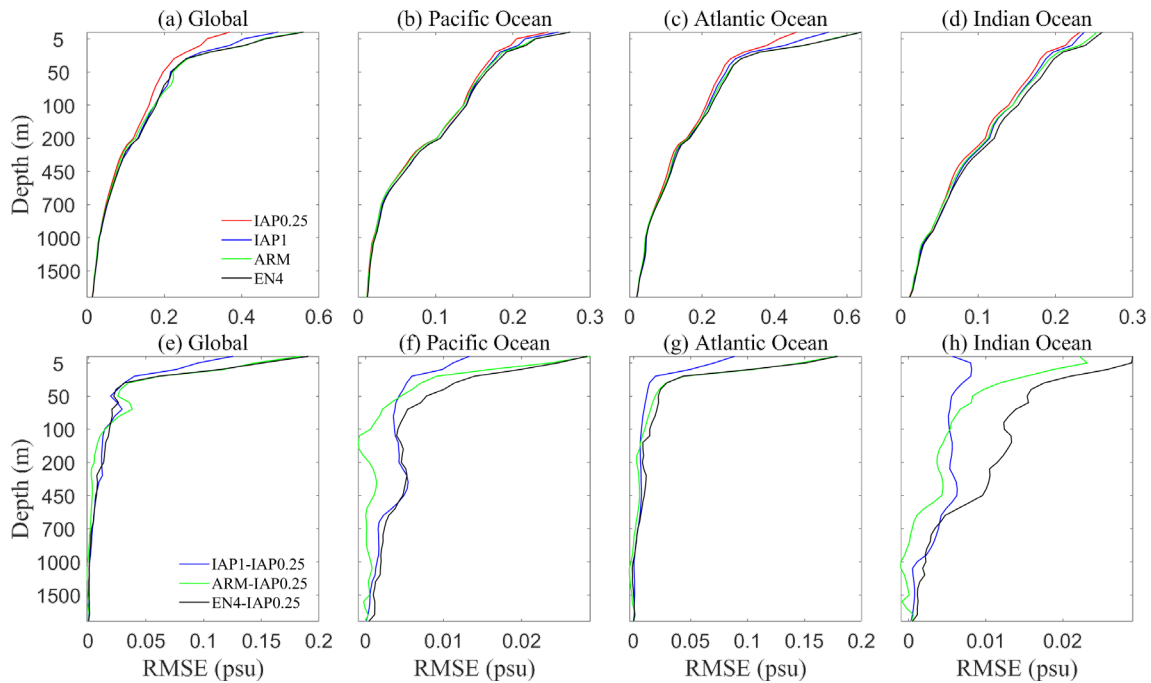 (a) Global
(b) Pacific Ocean
(c) Atlantic Ocean
(d) Indian Ocean
Depth (m)
5
50
100
200
450
700
1000
1500
IAP0.25
IAP1
ARM
EN4
0 0.2 0.4 0.6
0 0.1 0.2 0.3
0 0.2 0.4 0.6
0 0.1 0.2 0.3
(e) Global
(f) Pacific Ocean
(g) Atlantic Ocean
(h) Indian Ocean
Depth (m)
5
50
100
200
450
700
1000
1500
IAP1-IAP0.25
ARM-IAP0.25
EN4-IAP0.25
0 0.05 0.1 0.15 0.2
0 0.01 0.02
0 0.05 0.1 0.15 0.2
0 0.01 0.02
RMSE (psu)
RMSE (psu)
RMSE (psu)
RMSE (psu)